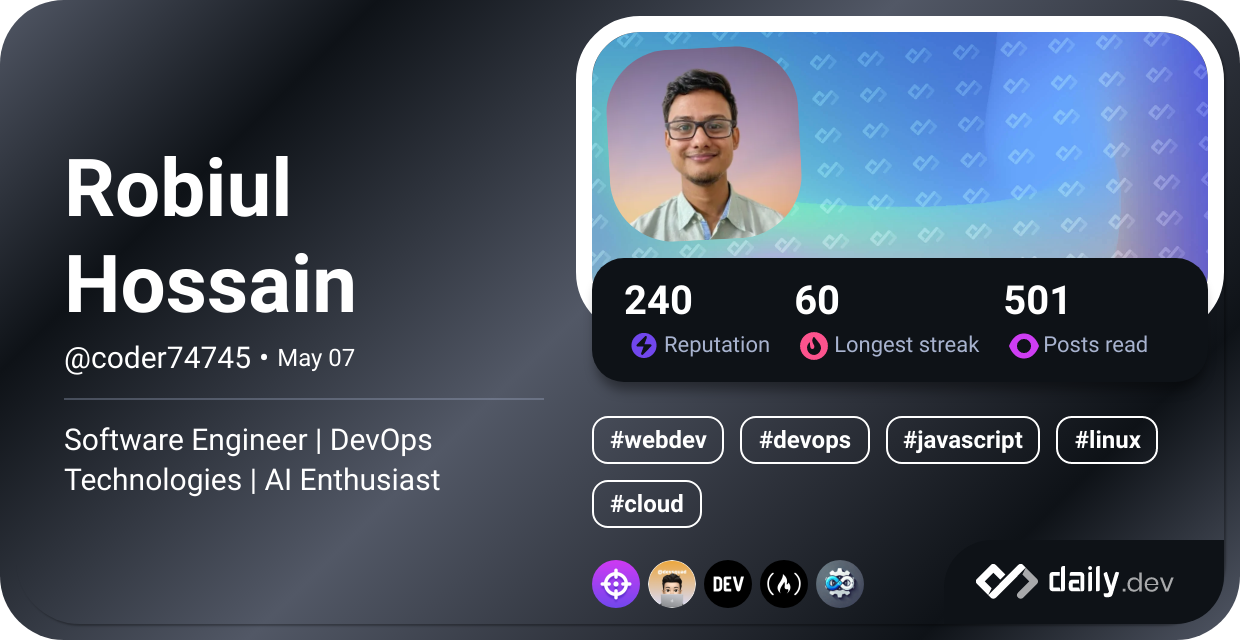 Robiul
Hossain
@coder74745 • May 07
Software Engineer | DevOps
Technologies | AI Enthusiast
240 60 501
Reputation Longest streak Posts read
#webdev #devops #javascript #linux
#cloud
DEV
daily.dev